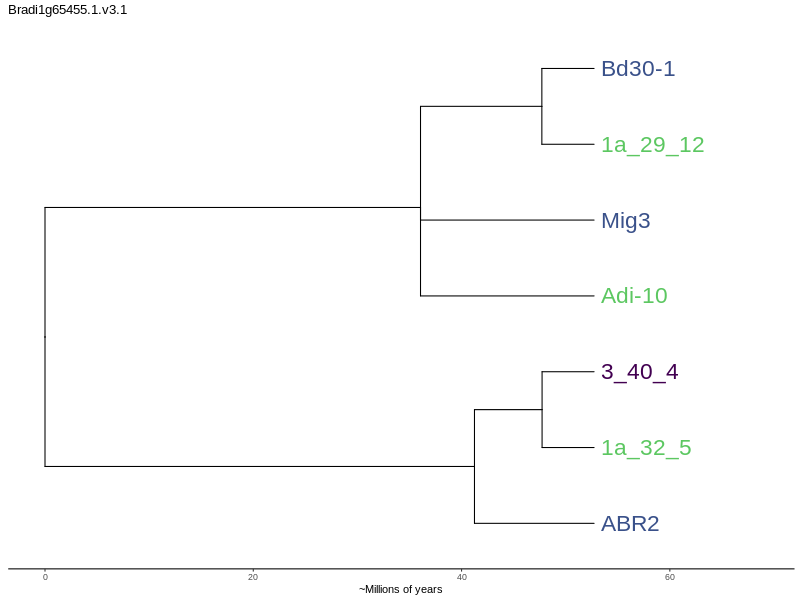 Bradi1g65455.1.v3.1
Bd30-1
1a_29_12
Mig3
Adi-10
3_40_4
1a_32_5
ABR2
0 20 40 60
~Millions of years